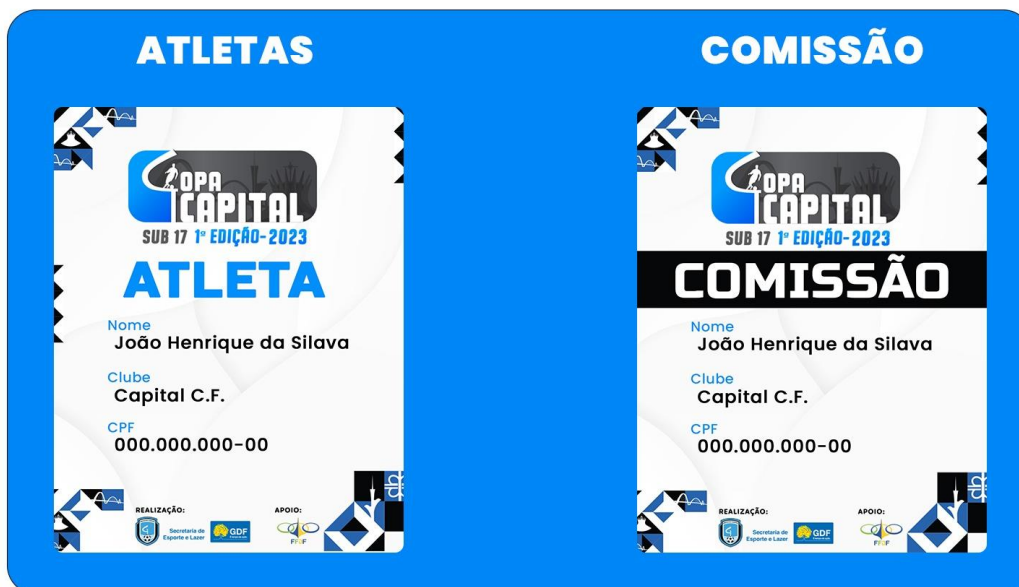 ATLETAS
COPA
CAPITAL
SUB 17 1ª EDIÇÃO-2023
ATLETA
Nome
João Henrique da Silava
Clube
Capital C.F.
CPF
000.000.000-00
REALIZAÇÃO:
Secretaria de
Esporte e Lazer
GDF
APOIO:
FFDF
COMISSÃO
COPA
CAPITAL
SUB 17 1ª EDIÇÃO-2023
COMISSÃO
Nome
João Henrique da Silava
Clube
Capital C.F.
CPF
000.000.000-00
REALIZAÇÃO:
Secretaria de
Esporte e Lazer
GDF
APOIO:
FFDF